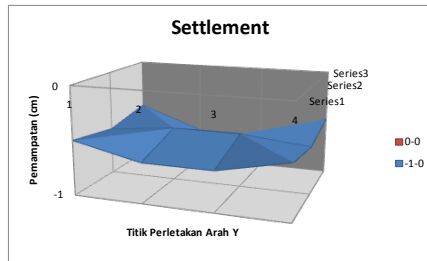 Settlement
Series3
Series2
Series1
0
1
2
3
4
-1
Pemampatan (cm)
Titik Perletakan Arah Y
0-0
-1-0